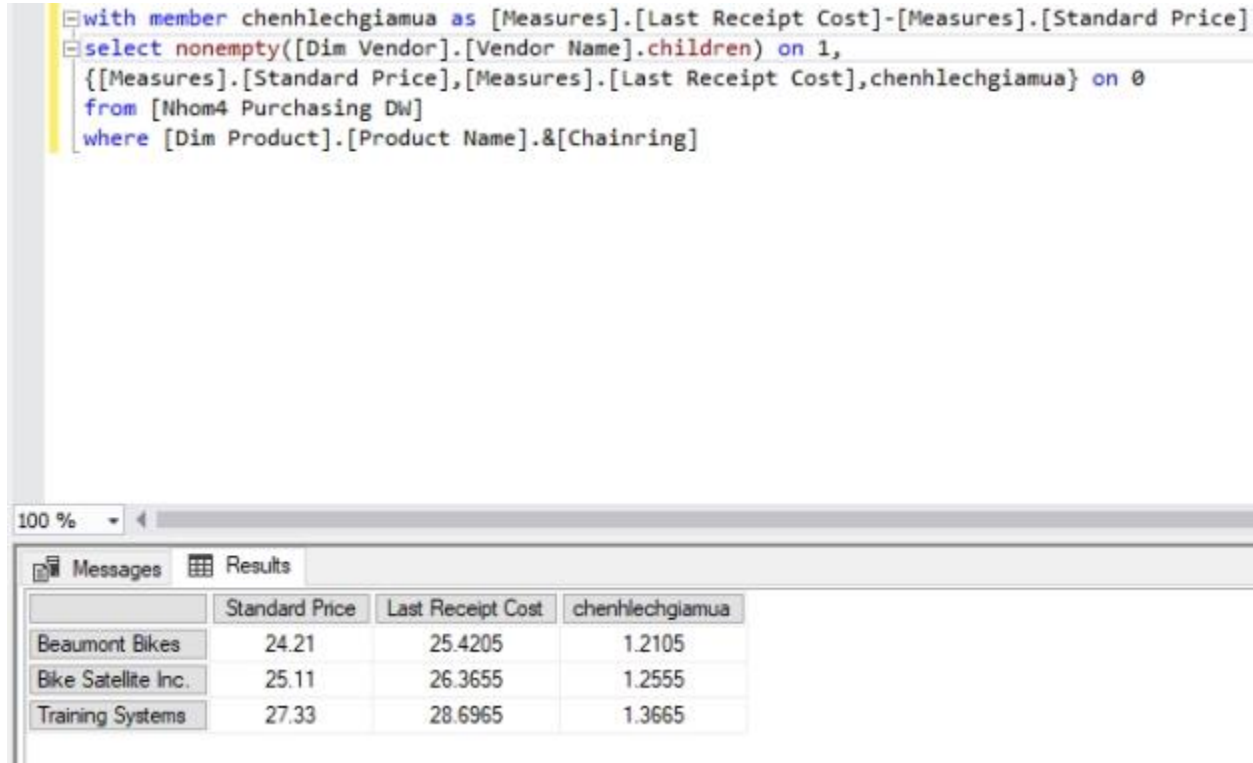 with member chenhlechgiamua as [Measures].[Last Receipt Cost]-[Measures].[Standard Price]
select nonempty([Dim Vendor].[Vendor Name].children) on 1,
{[Measures].[Standard Price],[Measures].[Last Receipt Cost],chenhlechgiamua} on 0
from [Nhom4 Purchasing DW]
where [Dim Product].[Product Name].&[Chainring]
100 %
Messages Results
Standard Price Last Receipt Cost chenhlechgiamua
Beaumont Bikes 24.21 25.4205 1.2105
Bike Satellite Inc. 25.11 26.3655 1.2555
Training Systems 27.33 28.6965 1.3665